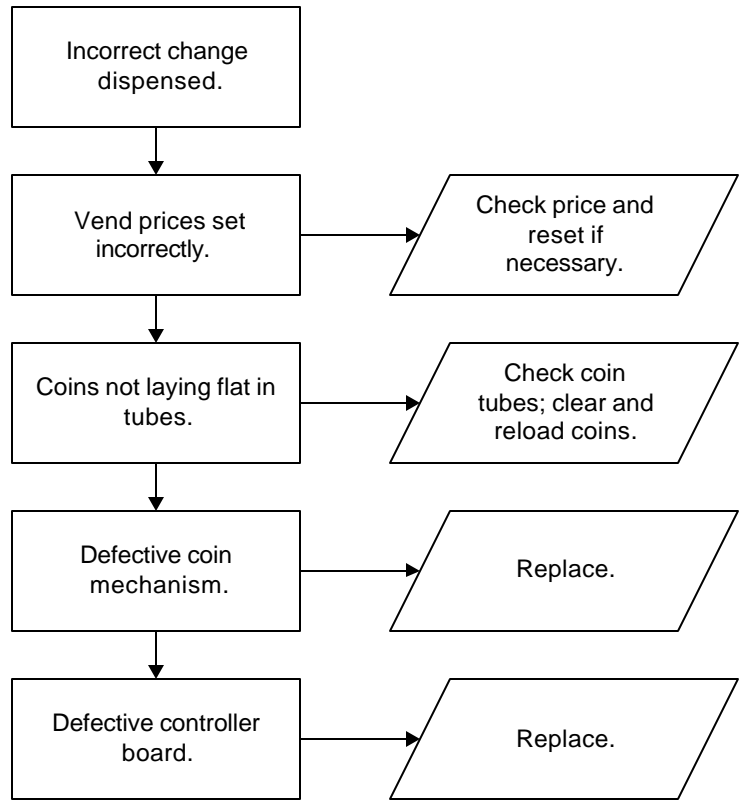 Incorrect change
dispensed.
Vend prices set
incorrectly.
Check price and
reset if
necessary.
Coins not laying flat in
tubes.
Check coin
tubes; clear and
reload coins.
Defective coin
mechanism.
Replace.
Defective controller
board.
Replace.